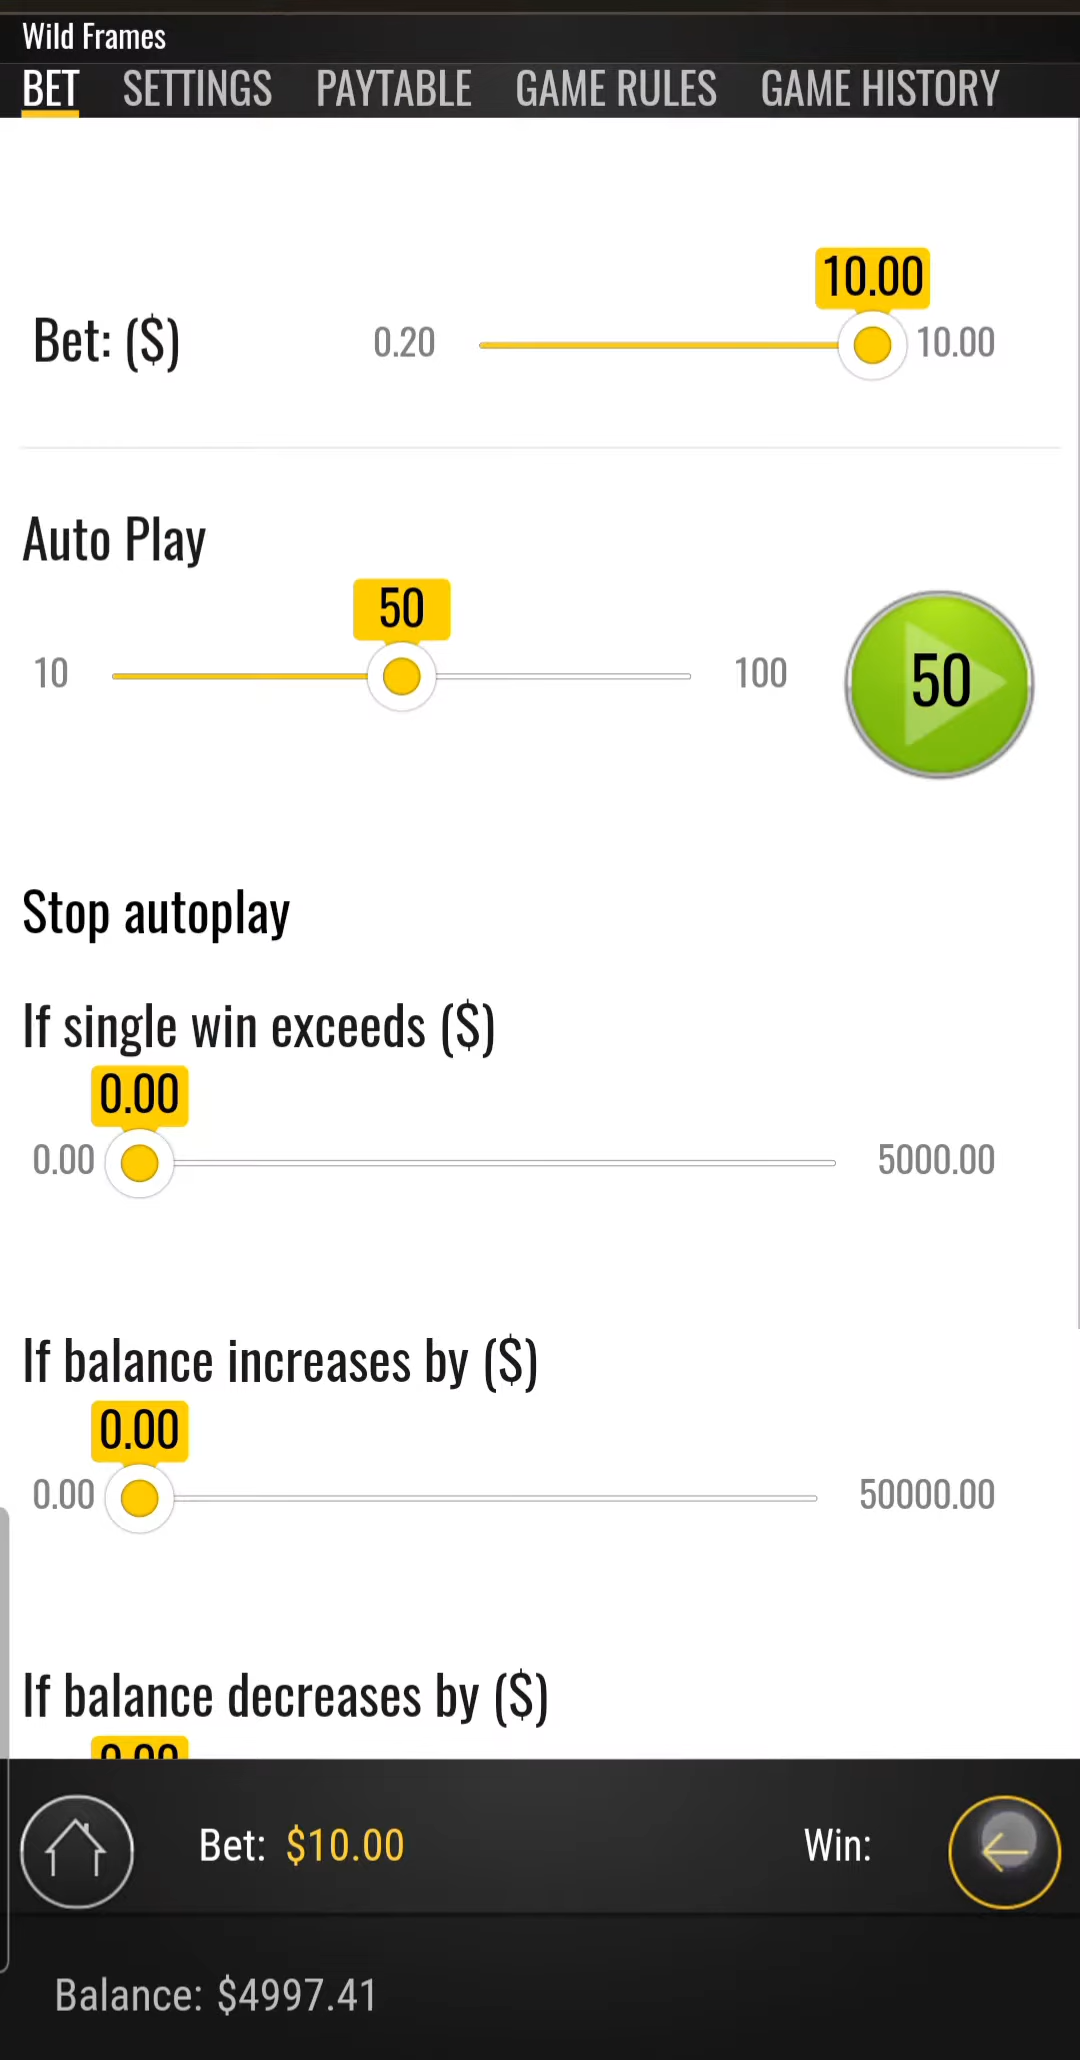 Wild Frames
BET SETTINGS PAYTABLE GAME RULES GAME HISTORY
10.00
Bet: ($) 0.20 10.00
Auto Play
50
10 100 50
Stop autoplay
If single win exceeds ($)
0.00
0.00 5000.00
If balance increases by ($)
0.00
0.00 50000.00
If balance decreases by ($)
0.00
Bet: $10.00 Win:
Balance: $4997.41